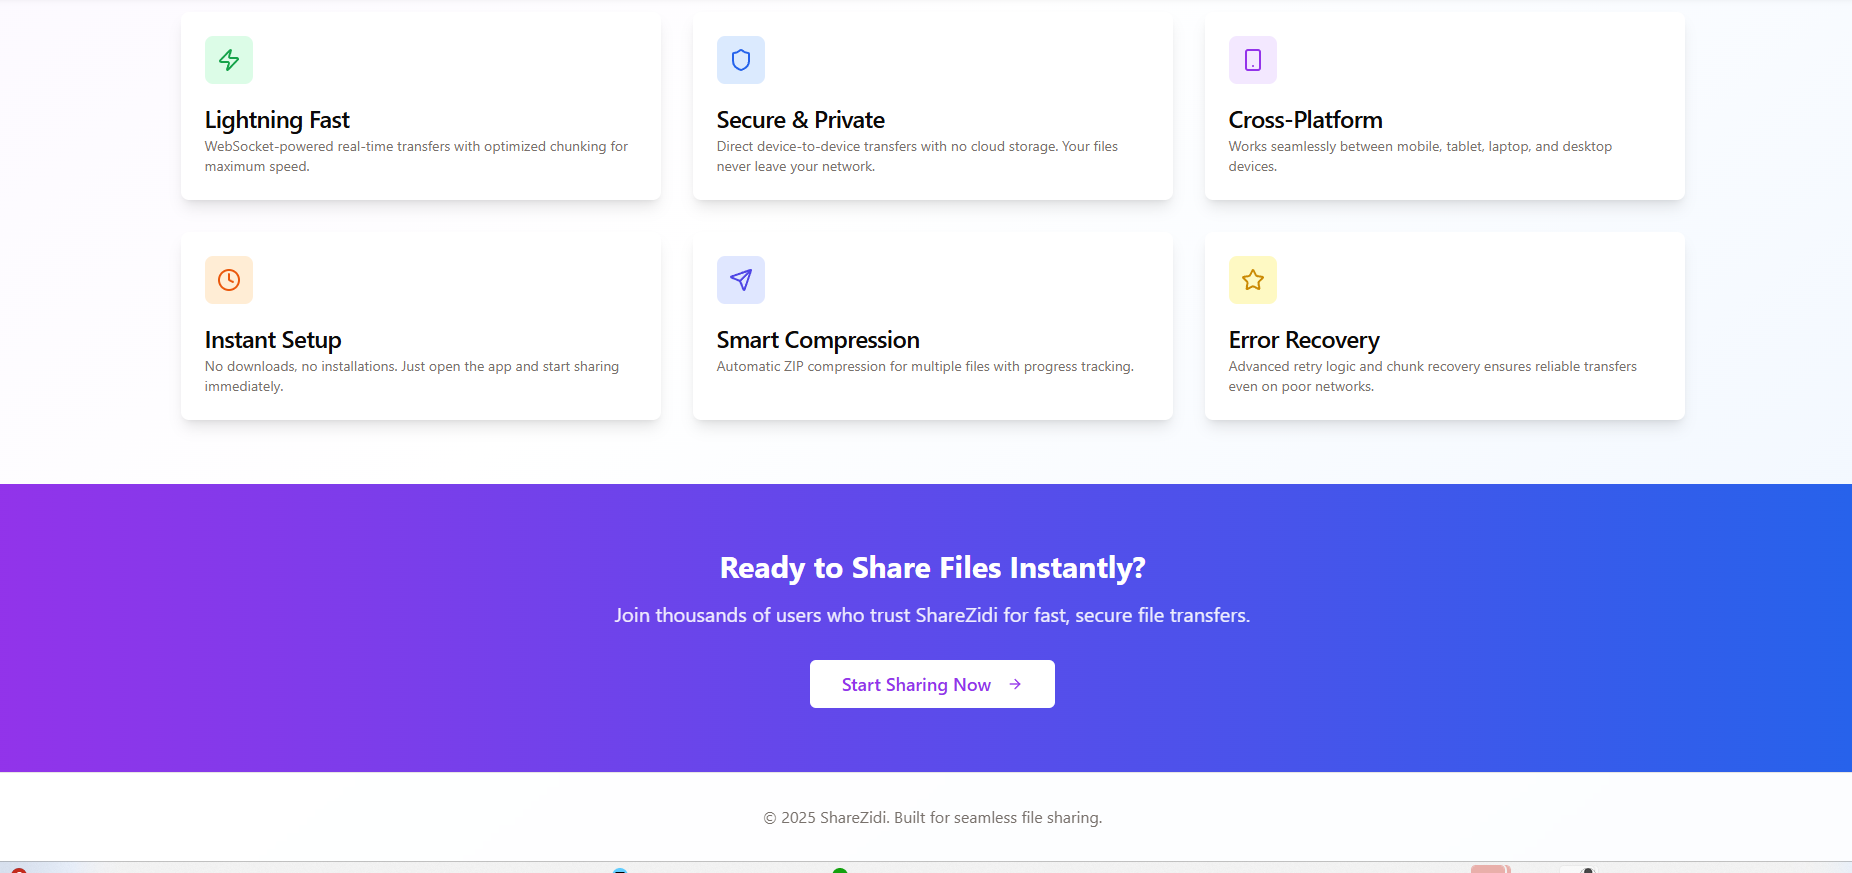 Lightning Fast
WebSocket-powered real-time transfers with optimized chunking for
maximum speed.
Secure & Private
Direct device-to-device transfers with no cloud storage. Your files
never leave your network.
Cross-Platform
Works seamlessly between mobile, tablet, laptop, and desktop
devices.
Instant Setup
No downloads, no installations. Just open the app and start sharing
immediately.
Smart Compression
Automatic ZIP compression for multiple files with progress tracking.
Error Recovery
Advanced retry logic and chunk recovery ensures reliable transfers
even on poor networks.
Ready to Share Files Instantly?
Join thousands of users who trust ShareZidi for fast, secure file transfers.
Start Sharing Now →
© 2025 ShareZidi. Built for seamless file sharing.